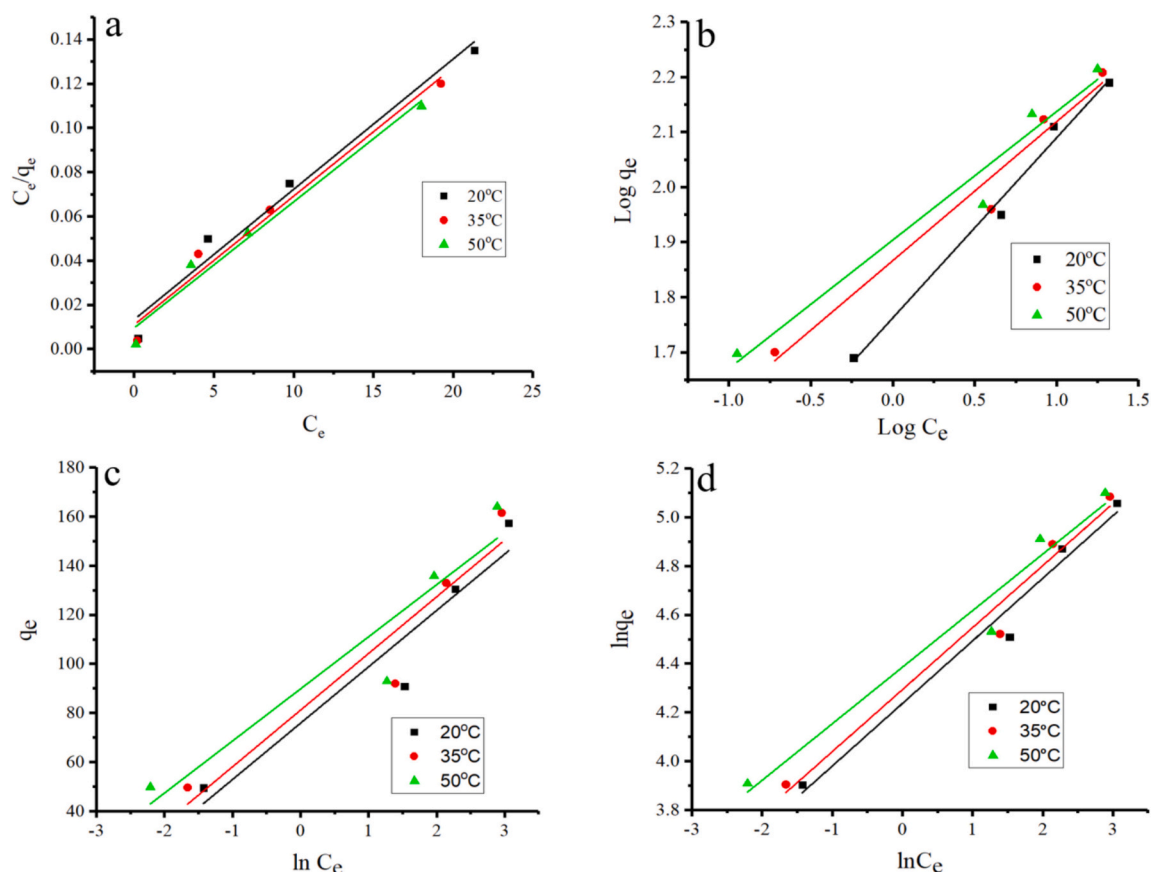 a
0.14
0.12
0.10
0.08
0.06
0.04
0.02
0.00
Ce/qe
20°C
35°C
50°C
0 5 10 15 20 25
Ce
b
2.3
2.2
2.1
2.0
1.9
1.8
1.7
Log qe
20°C
35°C
50°C
-1.0 -0.5 0.0 0.5 1.0 1.5
Log Ce
c
180
160
140
120
100
80
60
40
qe
20°C
35°C
50°C
-3 -2 -1 0 1 2 3
ln Ce
d
5.2
5.0
4.8
4.6
4.4
4.2
4.0
3.8
lnqe
20°C
35°C
50°C
-3 -2 -1 0 1 2 3
lnCe